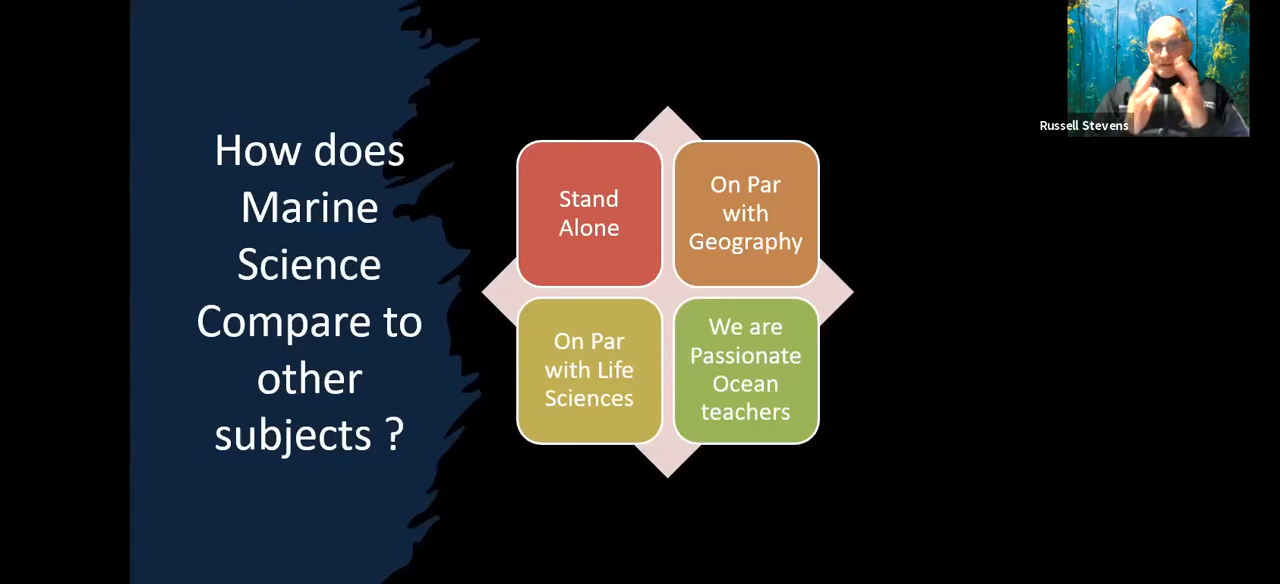 How does
Marine
Science
Compare to
other
subjects ?
Stand
Alone
On Par
with
Geography
On Par
with Life
Sciences
We are
Passionate
Ocean
teachers
Russell Stevens